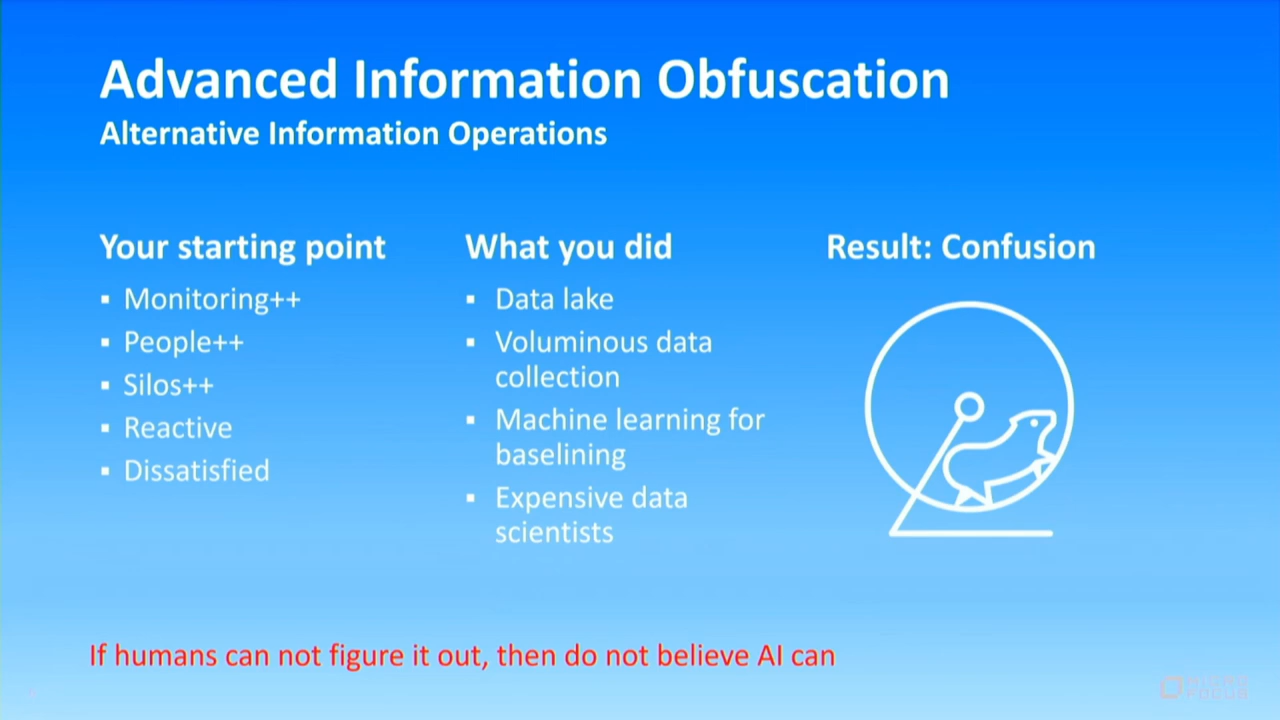 Advanced Information Obfuscation
Alternative Information Operations
Your starting point
▪ Monitoring++
▪ People++
▪ Silos++
▪ Reactive
▪ Dissatisfied
What you did
▪ Data lake
▪ Voluminous data
collection
▪ Machine learning for
baselining
▪ Expensive data
scientists
Result: Confusion
If humans can not figure it out, then do not believe AI can
MICRO
FOCUS